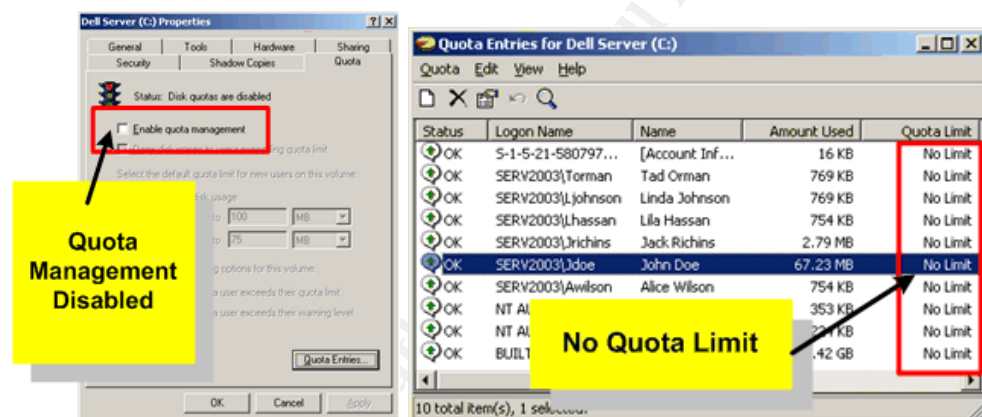 Dell Server (C:) Properties
General Tools Hardware Sharing
Security Shadow Copies Quota
Status: Disk quotas are disabled
Enable quota management
quota limit
Select the default quota limit for new users on this volume:
disk usage
to 100 MB
to 75 MB
options for this volume:
a user exceeds their quota limit
a user exceeds their warning level
Quota Entries...
OK Cancel Apply
Quota
Management
Disabled
Quota Entries for Dell Server (C:)
Quota Edit View Help
Status Logon Name Name Amount Used Quota Limit
OK S-1-5-21-580797... [Account Inf... 16 KB No Limit
OK SERV2003\Torman Tad Orman 769 KB No Limit
OK SERV2003\Ljohnson Linda Johnson 769 KB No Limit
OK SERV2003\Lhassan Lila Hassan 754 KB No Limit
OK SERV2003\Jrichins Jack Richins 2.79 MB No Limit
OK SERV2003\Jdoe John Doe 67.23 MB No Limit
OK SERV2003\Awilson Alice Wilson 754 KB No Limit
OK NT 353 KB No Limit
OK NT KB No Limit
OK BUILT .42 GB No Limit
10 total item(s), 1 selected.
No Quota Limit